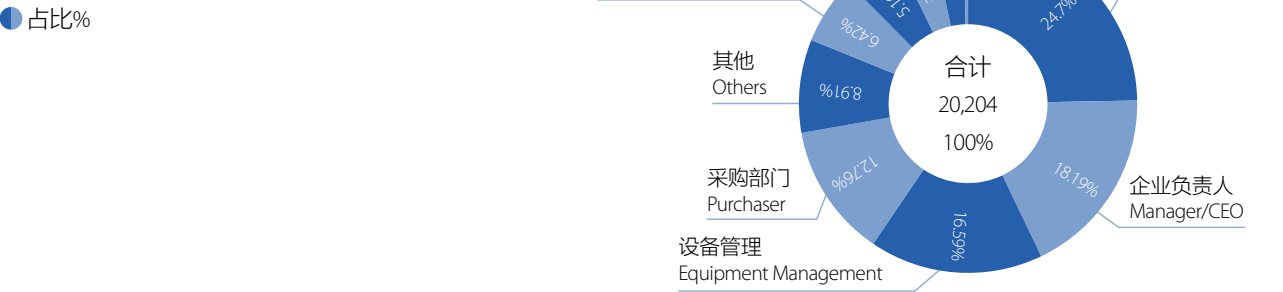 占比%
24.7%
6.42%
其他
Others
8.91%
合计
20,204
100%
采购部门
Purchaser
12.76%
18.19%
企业负责人
Manager/CEO
16.59%
设备管理
Equipment Management